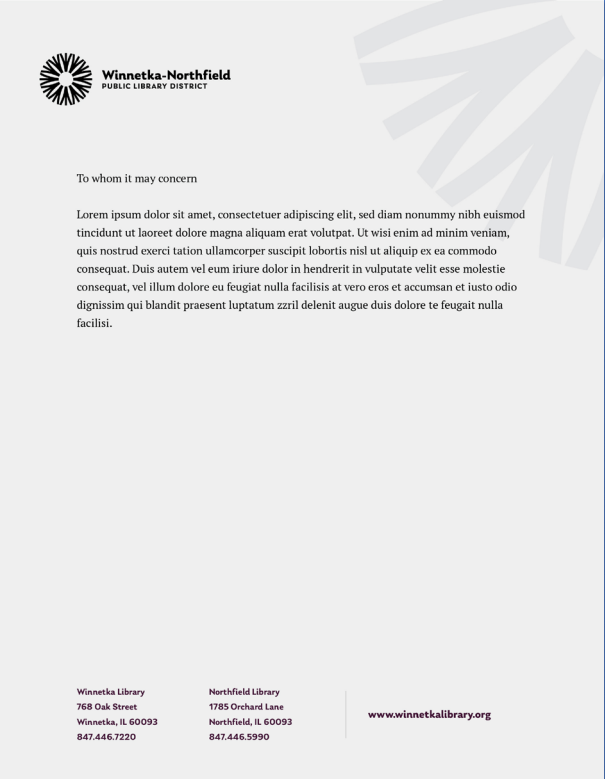 Winnetka-Northfield
PUBLIC LIBRARY DISTRICT
To whom it may concern
Lorem ipsum dolor sit amet, consectetuer adipiscing elit, sed diam nonummy nibh euismod
tincidunt ut laoreet dolore magna aliquam erat volutpat. Ut wisi enim ad minim veniam,
quis nostrud exerci tation ullamcorper suscipit lobortis nisl ut aliquip ex ea commodo
consequat. Duis autem vel eum iriure dolor in hendrerit in vulputate velit esse molestie
consequat, vel illum dolore eu feugiat nulla facilisis at vero eros et accumsan et iusto odio
dignissim qui blandit praesent luptatum zzril delenit augue duis dolore te feugait nulla
facilisi.
Winnetka Library
768 Oak Street
Winnetka, IL 60093
847.446.7220
Northfield Library
1785 Orchard Lane
Northfield, IL 60093
847.446.5990
www.winnetkalibrary.org